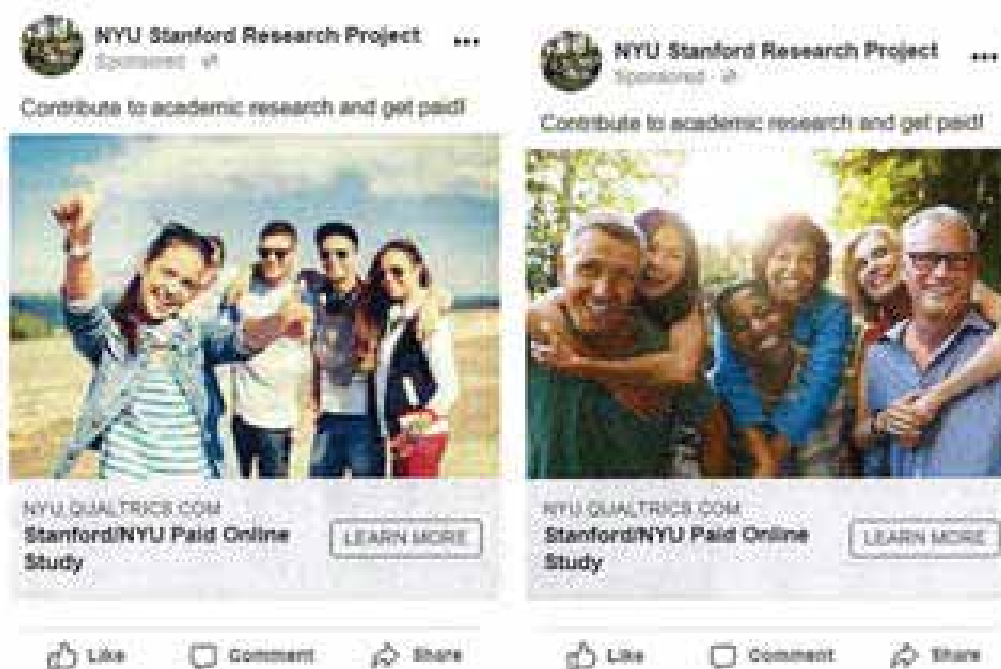 NYU Stanford Research Project
Sponsored
Contribute to academic research and get paid!
NYU.QUALTRICS.COM
Stanford/NYU Paid Online
Study
LEARN MORE
Like Comment Share
NYU Stanford Research Project
Sponsored
Contribute to academic research and get paid!
NYU.QUALTRICS.COM
Stanford/NYU Paid Online
Study
LEARN MORE
Like Comment Share